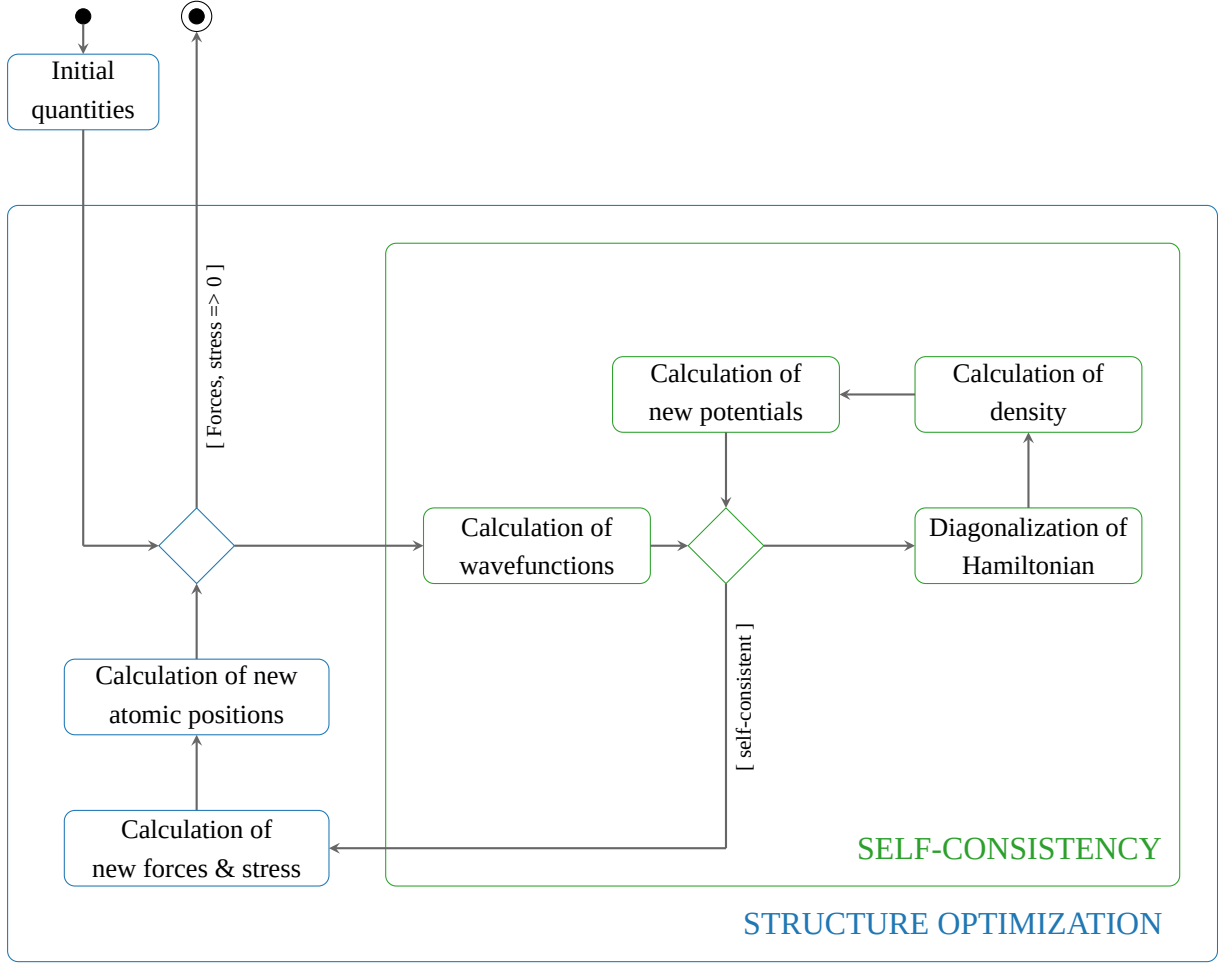 Initial
quantities
[ Forces, stress => 0 ]
Calculation of
new potentials
Calculation of
density
Calculation of
wavefunctions
Diagonalization of
Hamiltonian
[ self-consistent ]
Calculation of new
atomic positions
Calculation of
new forces & stress
SELF-CONSISTENCY
STRUCTURE OPTIMIZATION